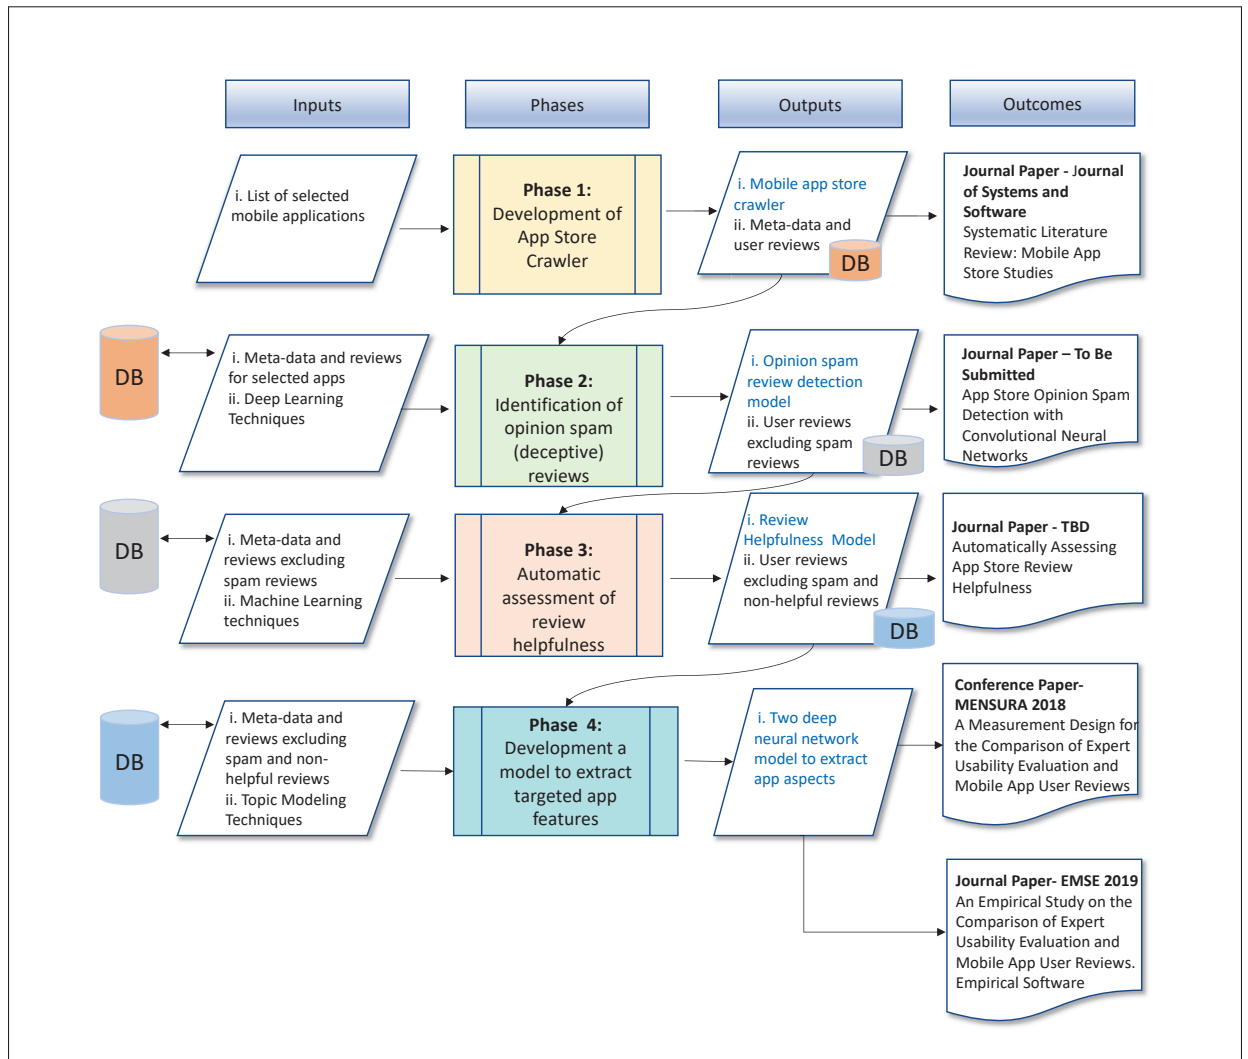 Inputs
Phases
Outputs
Outcomes
i. List of selected
mobile applications
Phase 1:
Development of
App Store
Crawler
i. Mobile app store
crawler
ii. Meta-data and
user reviews
DB
Journal Paper - Journal
of Systems and
Software
Systematic Literature
Review: Mobile App
Store Studies
DB
i. Meta-data and reviews
for selected apps
ii. Deep Learning
Techniques
Phase 2:
Identification of
opinion spam
(deceptive)
reviews
i. Opinion spam
review detection
model
ii. User reviews
excluding spam
reviews
DB
Journal Paper – To Be
Submitted
App Store Opinion Spam
Detection with
Convolutional Neural
Networks
DB
i. Meta-data and
reviews excluding
spam reviews
ii. Machine Learning
techniques
Phase 3:
Automatic
assessment of
review
helpfulness
i. Review
Helpfulness Model
ii. User reviews
excluding spam and
non-helpful reviews
DB
Journal Paper - TBD
Automatically Assessing
App Store Review
Helpfulness
DB
i. Meta-data and
reviews excluding
spam and non-
helpful reviews
ii. Topic Modeling
Techniques
Phase 4:
Development a
model to extract
targeted app
features
i. Two deep
neural network
model to extract
app aspects
Conference Paper-
MENSURA 2018
A Measurement Design for
the Comparison of Expert
Usability Evaluation and
Mobile App User Reviews
Journal Paper- EMSE 2019
An Empirical Study on the
Comparison of Expert
Usability Evaluation and
Mobile App User Reviews.
Empirical Software